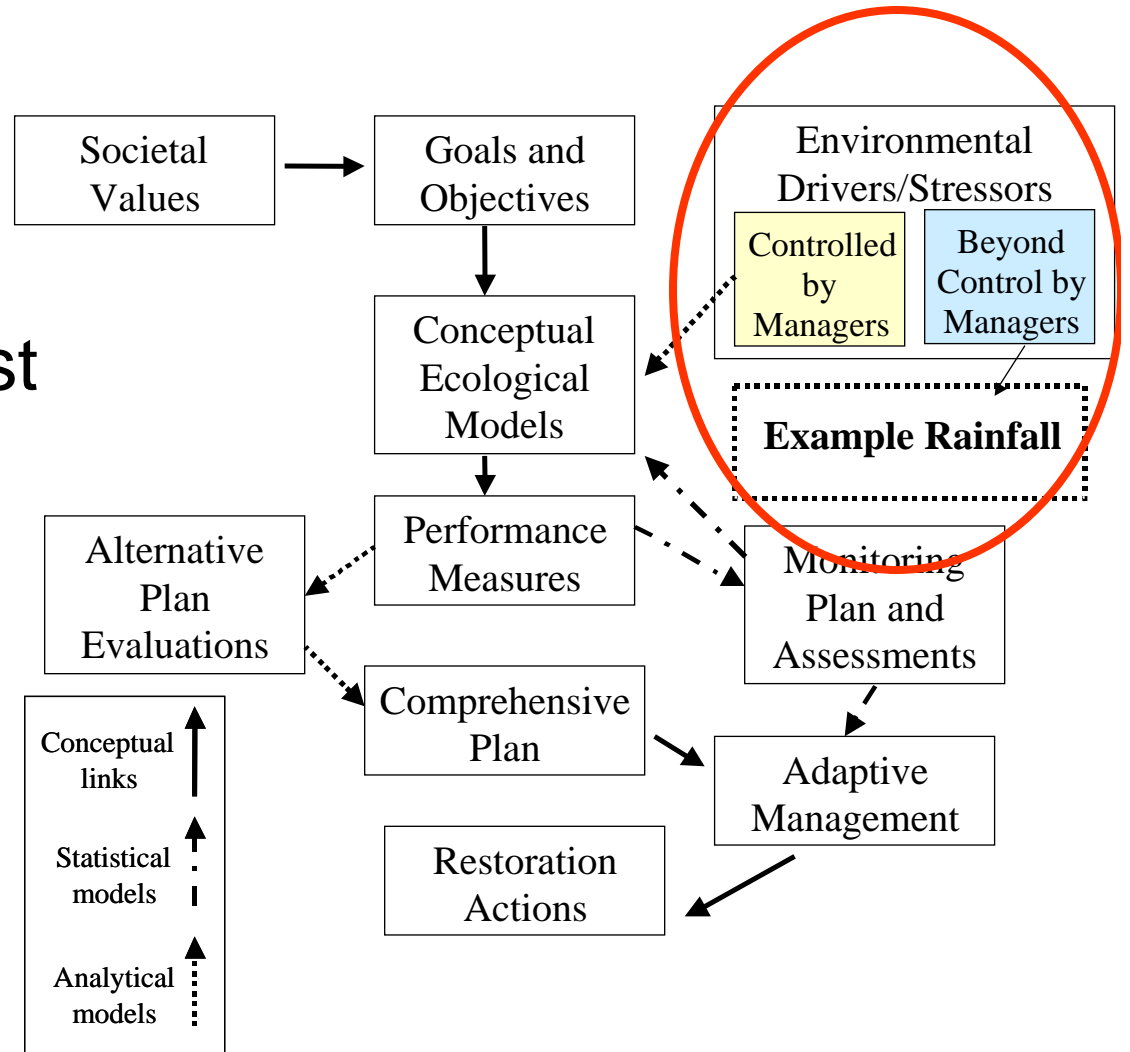 Societal
Values
Goals and
Objectives
Environmental
Drivers/Stressors
Controlled
by
Managers
Beyond
Control by
Managers
st
Conceptual
Ecological
Models
Example Rainfall
Alternative
Plan
Evaluations
Performance
Measures
Monitoring
Plan and
Assessments
Comprehensive
Plan
Adaptive
Management
Restoration
Actions
Conceptual
links
Statistical
models
Analytical
models